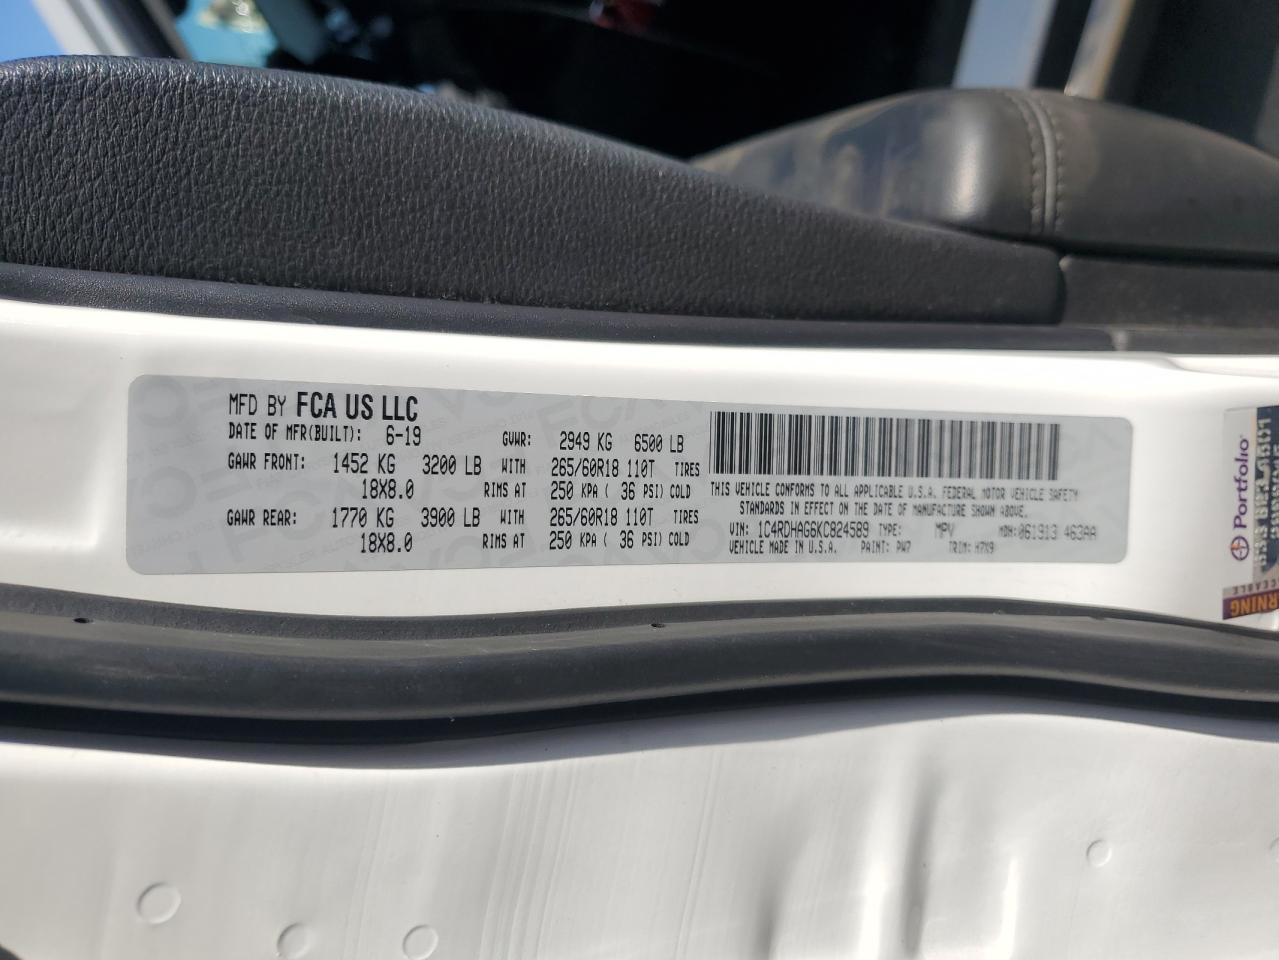 MFD BY FCA US LLC
DATE OF MFR(BUILT): 6-19 GVWR: 2949 KG 6500 LB
GAWR FRONT: 1452 KG 3200 LB WITH 265/60R18 110T TIRES
18X8.0 RIMS AT 250 KPA ( 36 PSI) COLD
GAWR REAR: 1770 KG 3900 LB WITH 265/60R18 110T TIRES
18X8.0 RIMS AT 250 KPA ( 36 PSI) COLD
THIS VEHICLE CONFORMS TO ALL APPLICABLE U.S.A. FEDERAL MOTOR VEHICLE SAFETY
STANDARDS IN EFFECT ON THE DATE OF MANUFACTURE SHOWN ABOVE.
VIN: 1C4RDHAG6KC824589 TYPE: MPV MDH: 061913 463AA
VEHICLE MADE IN U.S.A. PAINT: PW7 TRIM: H7X9
Portfolio